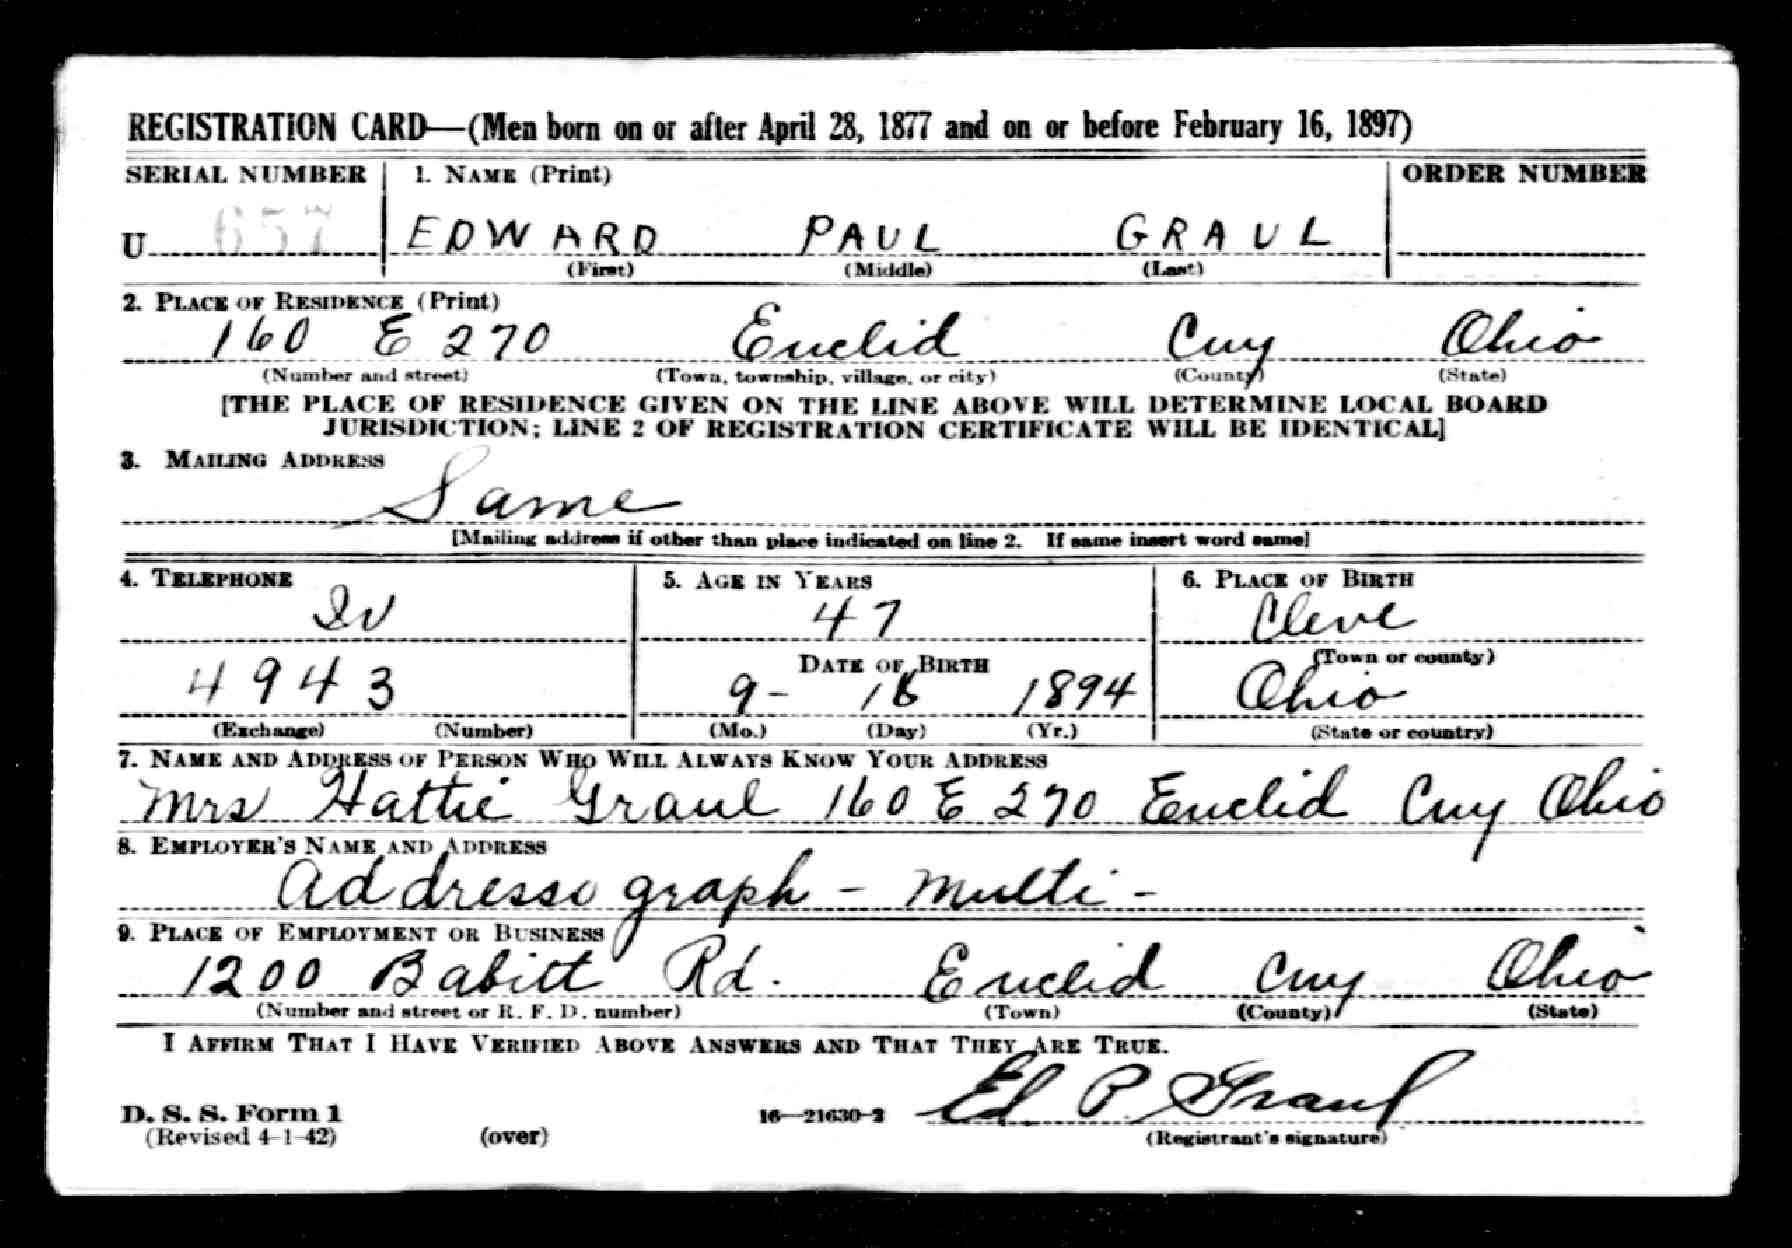 REGISTRATION CARD—(Men born on or after April 28, 1877 and on or before February 16, 1897)
SERIAL NUMBER 1. NAME (Print) ORDER NUMBER
U 657 EDWARD PAUL GRAUL
(First) (Middle) (Last)
2. PLACE OF RESIDENCE (Print)
160 E 270 Euclid Cuy Ohio
(Number and street) (Town, township, village, or city) (County) (State)
[THE PLACE OF RESIDENCE GIVEN ON THE LINE ABOVE WILL DETERMINE LOCAL BOARD
JURISDICTION; LINE 2 OF REGISTRATION CERTIFICATE WILL BE IDENTICAL]
3. MAILING ADDRESS
Same
[Mailing address if other than place indicated on line 2. If same insert word same]
4. TELEPHONE 5. AGE IN YEARS 6. PLACE OF BIRTH
47 Cleve
DATE OF BIRTH (Town or county)
4943 9- 1894 Ohio
(Exchange) (Number) (Mo.) (Day) (Yr.) (State or country)
7. NAME AND ADDRESS OF PERSON WHO WILL ALWAYS KNOW YOUR ADDRESS
Mrs Hattie Graul 160 E 270 Euclid Cuy Ohio
8. EMPLOYER'S NAME AND ADDRESS
Addressograph - Multi -
9. PLACE OF EMPLOYMENT OR BUSINESS
1200 Babitt Rd. Euclid Cuy Ohio
(Number and street or R. F. D. number) (Town) (County) (State)
I AFFIRM THAT I HAVE VERIFIED ABOVE ANSWERS AND THAT THEY ARE TRUE.
D. S. S. Form 1 16—21630-2 Ed P. Graul
(Revised 4-1-42) (over) (Registrant's signature)